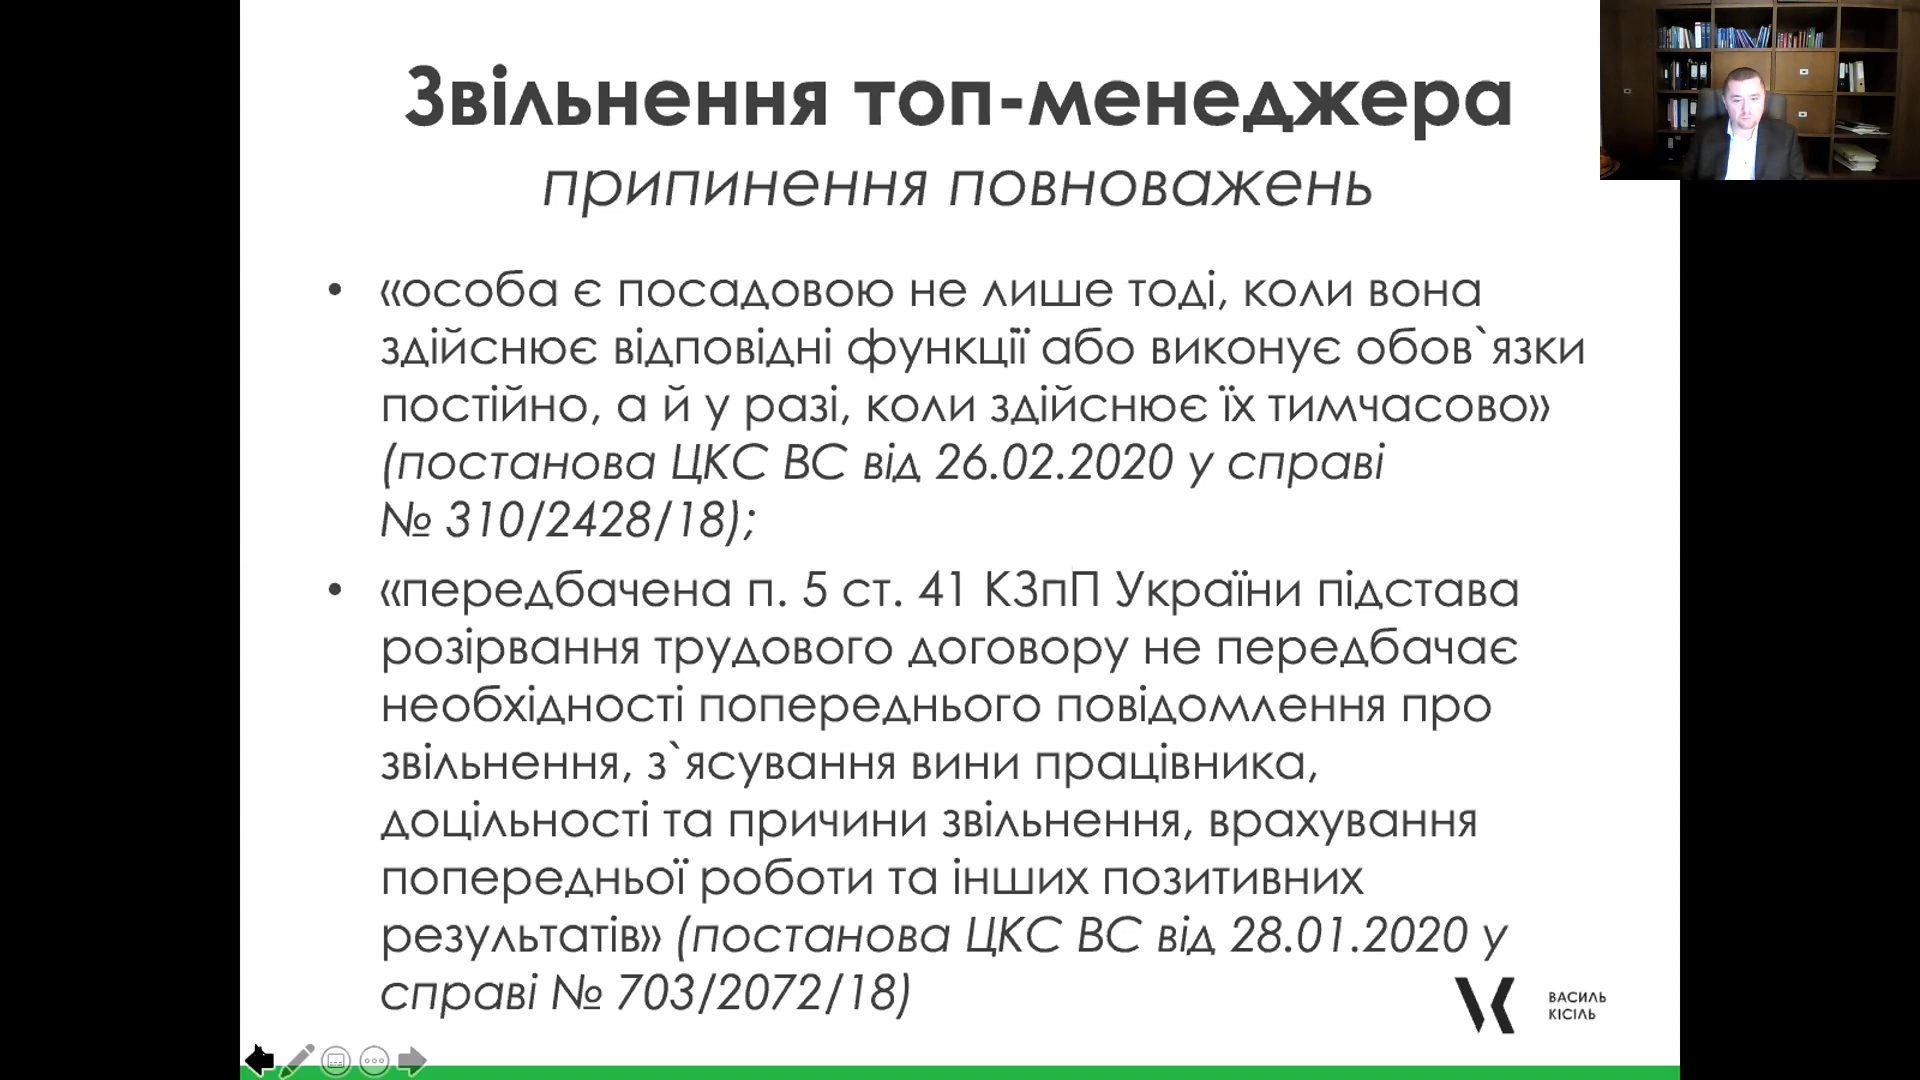 Звільнення топ-менеджера
припинення повноважень
• «особа є посадовою не лише тоді, коли вона
здійснює відповідні функції або виконує обов`язки
постійно, а й у разі, коли здійснює їх тимчасово»
(постанова ЦКС ВС від 26.02.2020 у справі
№ 310/2428/18);
• «передбачена п. 5 ст. 41 КЗпП України підстава
розірвання трудового договору не передбачає
необхідності попереднього повідомлення про
звільнення, з`ясування вини працівника,
доцільності та причини звільнення, врахування
попередньої роботи та інших позитивних
результатів» (постанова ЦКС ВС від 28.01.2020 у
справі № 703/2072/18)
ВАСИЛЬ
КІСІЛЬ